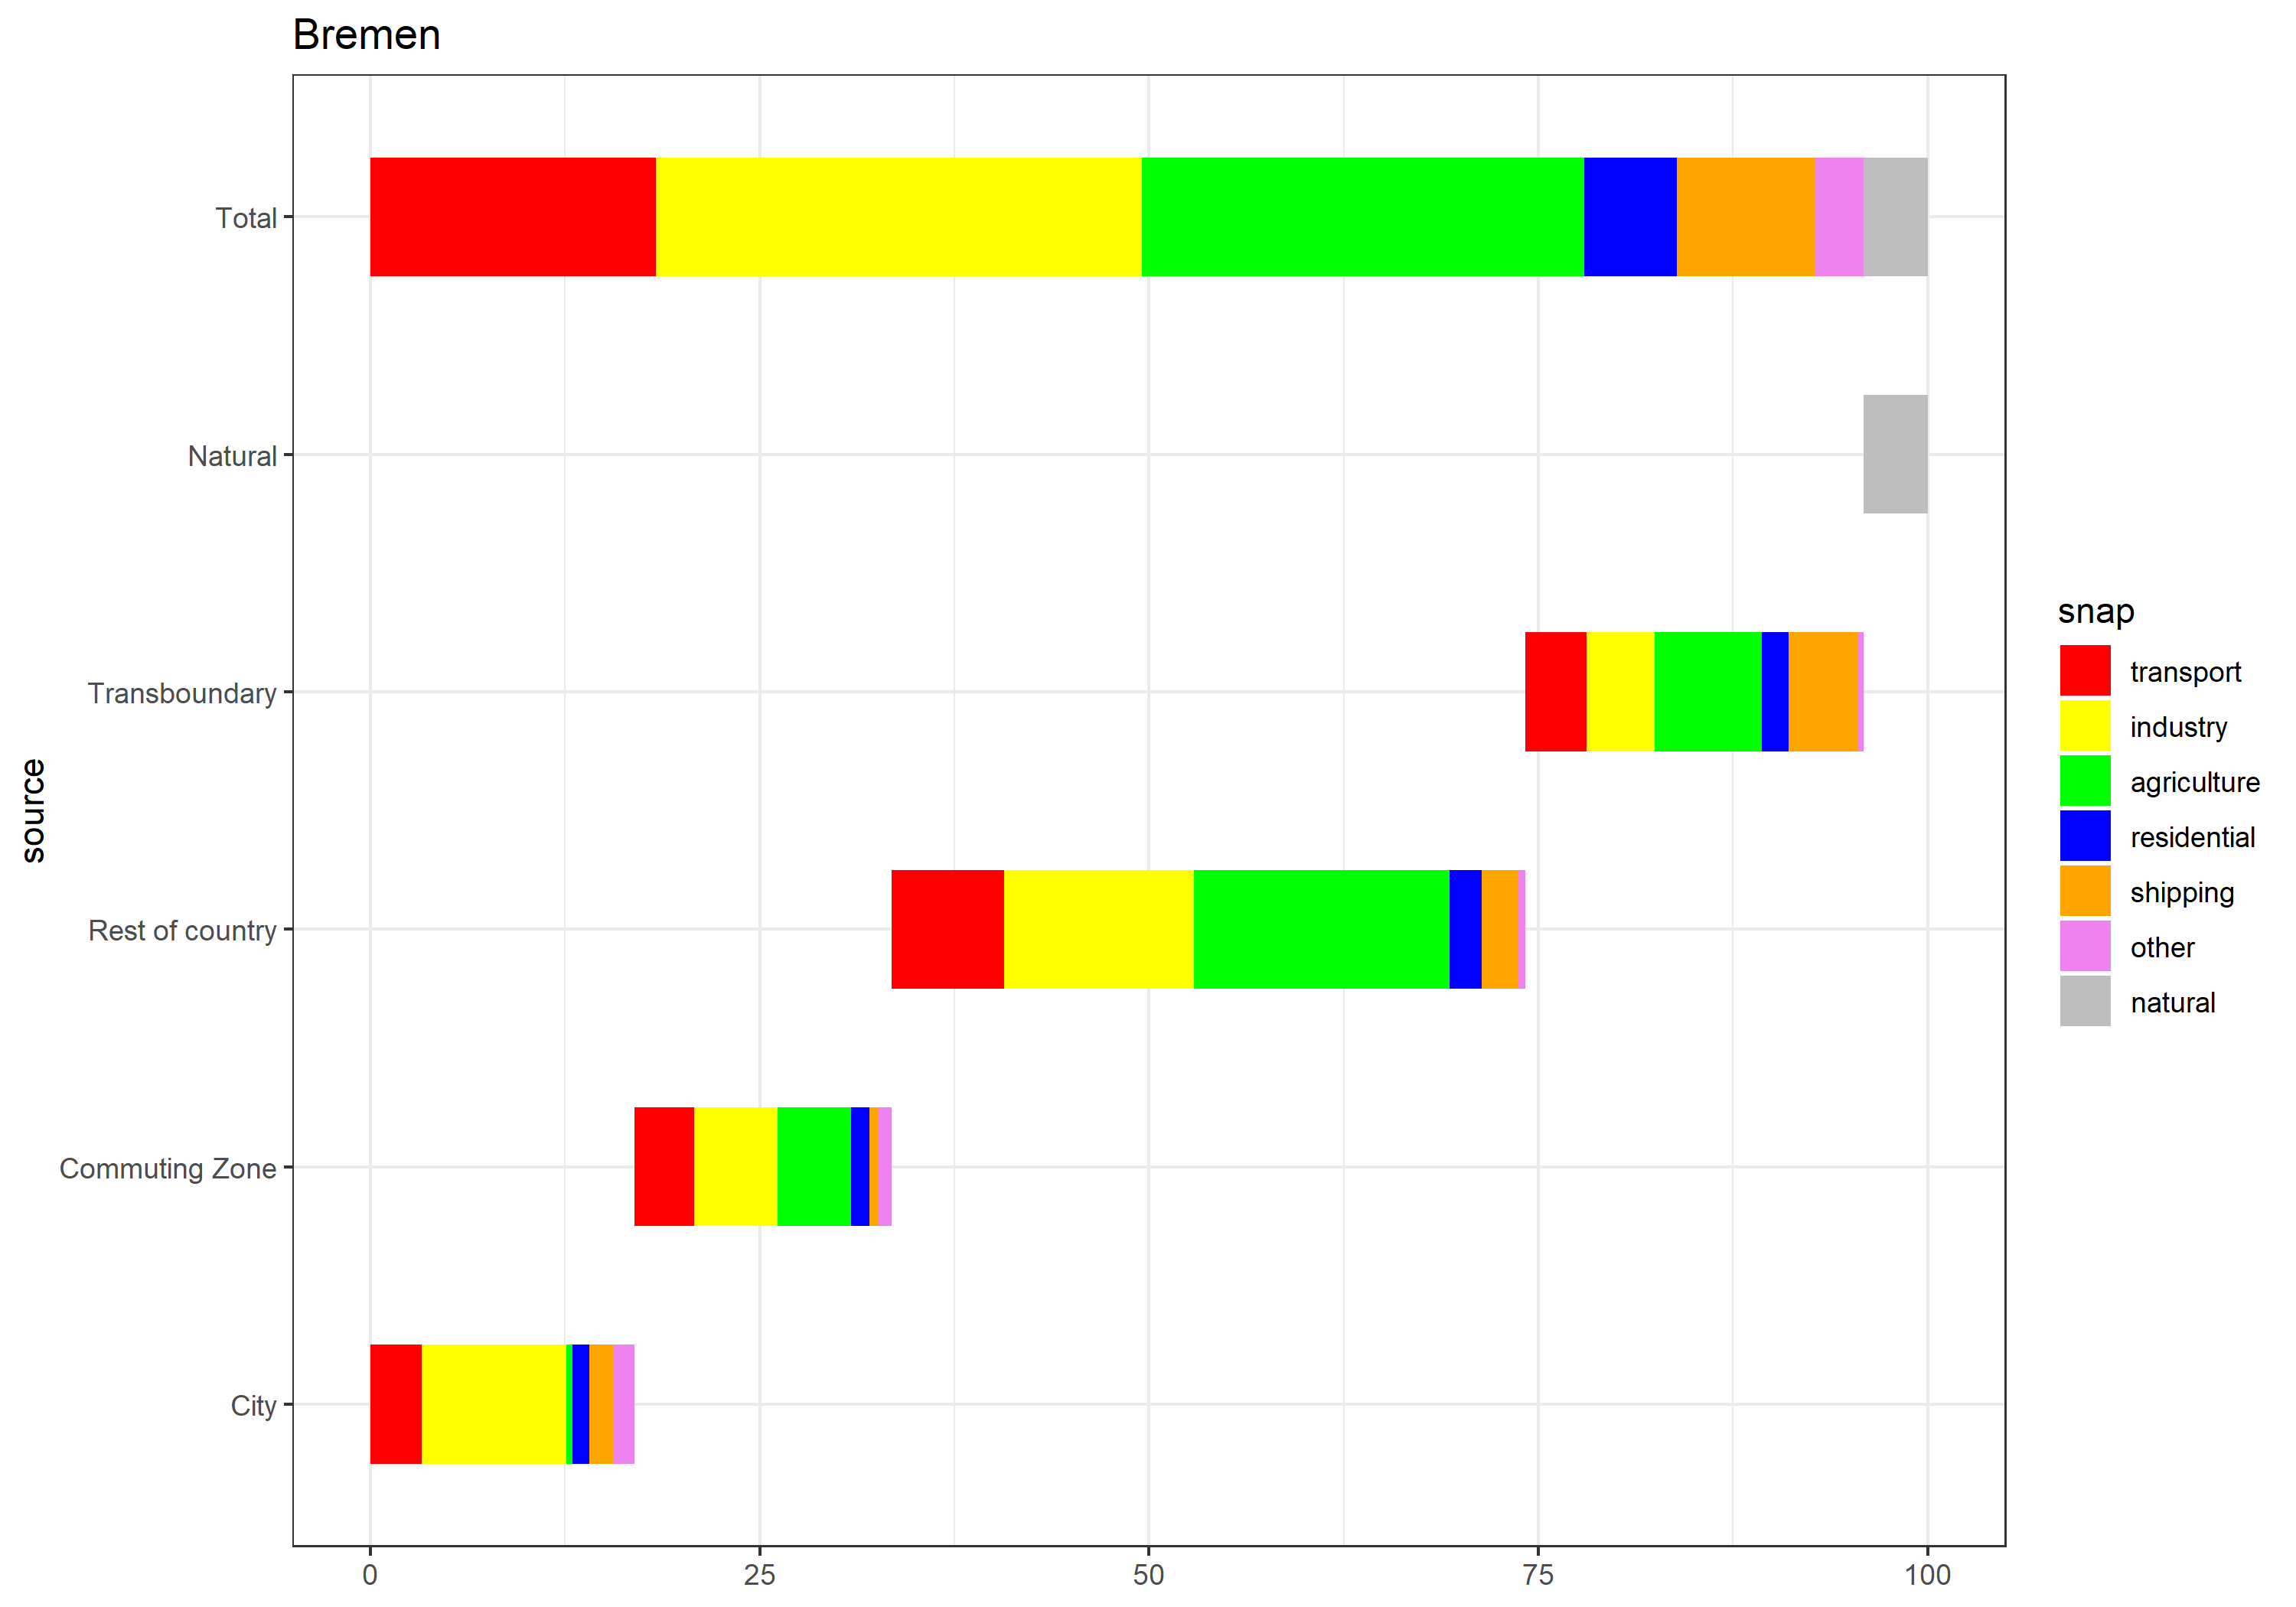 Bremen
source
Total
Natural
Transboundary
Rest of country
Commuting Zone
City
0
25
50
75
100
snap
transport
industry
agriculture
residential
shipping
other
natural